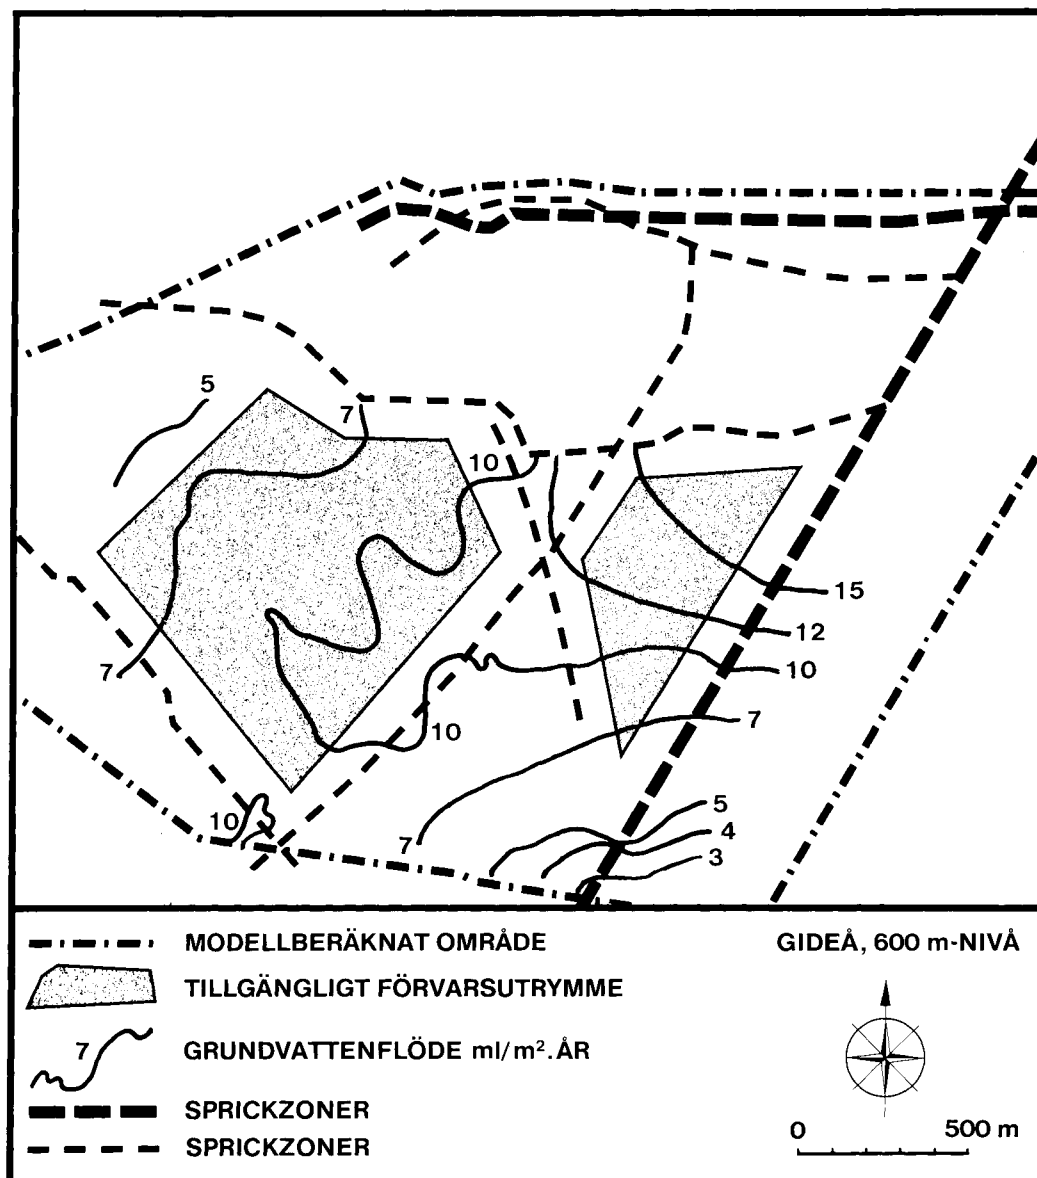 5
7
10
15
12
7
10
10
7
10
7
5
4
3
MODELLBERÄKNAT OMRÅDE
GIDEÅ, 600 m-NIVÅ
TILLGÄNGLIGT FÖRVARSUTRYMME
7
GRUNDVATTENFLÖDE ml/m².ÅR
SPRICKZONER
SPRICKZONER
0 500 m